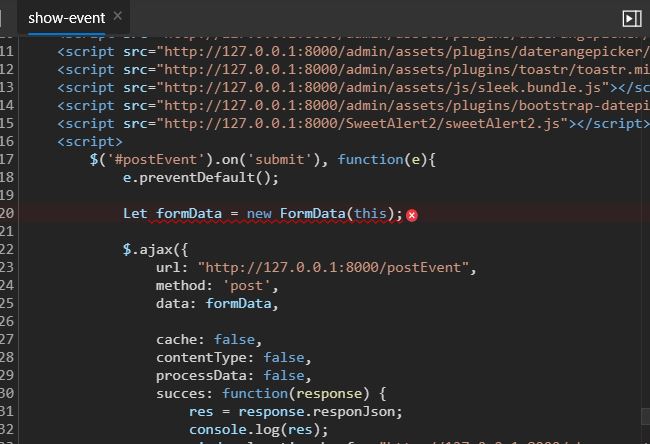 show-event
11 <script src="http://127.0.0.1:8000/admin/assets/plugins/daterangepicker/
12 <script src="http://127.0.0.1:8000/admin/assets/plugins/toastr/toastr.mi
13 <script src="http://127.0.0.1:8000/admin/assets/js/sleek.bundle.js"></sc
14 <script src="http://127.0.0.1:8000/admin/assets/plugins/bootstrap-datepi
15 <script src="http://127.0.0.1:8000/SweetAlert2/sweetAlert2.js"></script>
16 <script>
17 $('#postEvent').on('submit'), function(e){
18 e.preventDefault();
19
20 Let formData = new FormData(this);
21
22 $.ajax({
23 url: "http://127.0.0.1:8000/postEvent",
24 method: 'post',
25 data: formData,
26
27 cache: false,
28 contentType: false,
29 processData: false,
30 succes: function(response) {
31 res = response.responJson;
32 console.log(res);